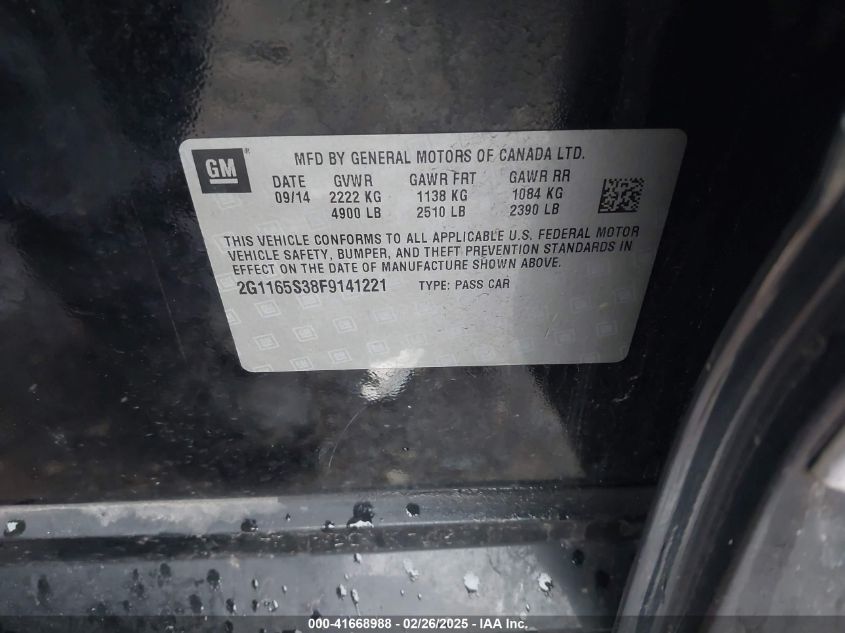 GM ® MFD BY GENERAL MOTORS OF CANADA LTD.
DATE GVWR GAWR FRT GAWR RR
09/14 2222 KG 1138 KG 1084 KG
4900 LB 2510 LB 2390 LB
THIS VEHICLE CONFORMS TO ALL APPLICABLE U.S. FEDERAL MOTOR
VEHICLE SAFETY, BUMPER, AND THEFT PREVENTION STANDARDS IN
EFFECT ON THE DATE OF MANUFACTURE SHOWN ABOVE.
2G1165S38F9141221 TYPE: PASS CAR
000-41668988 - 02/26/2025 - IAA Inc.